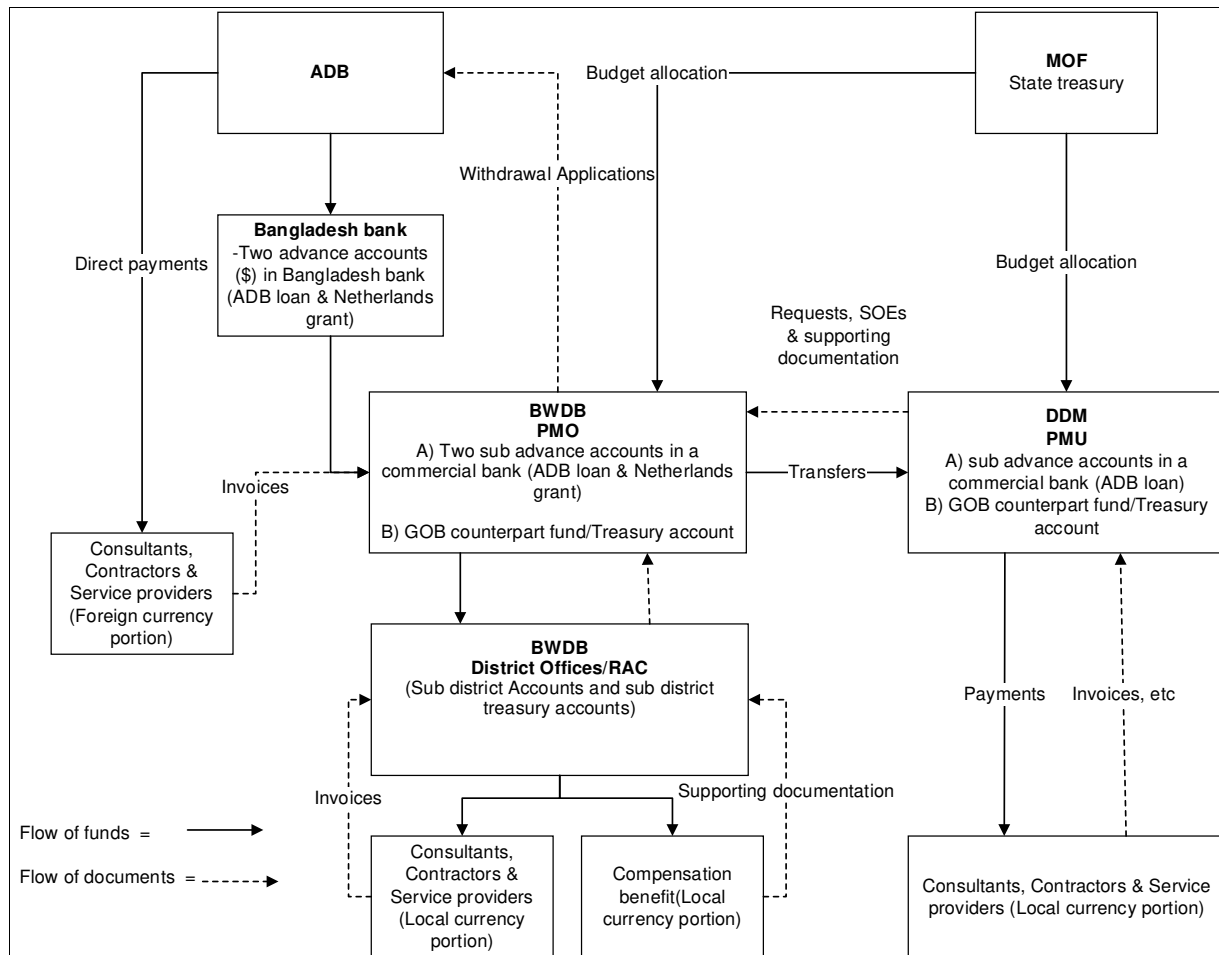 ADB
MOF
State treasury
Budget allocation
Withdrawal Applications
Bangladesh bank
-Two advance accounts
($) in Bangladesh bank
(ADB loan & Netherlands
grant)
Direct payments
Budget allocation
Requests, SOEs
& supporting
documentation
BWDB
PMO
A) Two sub advance accounts in a
commercial bank (ADB loan & Netherlands
grant)
B) GOB counterpart fund/Treasury account
Transfers
DDM
PMU
A) sub advance accounts in a
commercial bank (ADB loan)
B) GOB counterpart fund/Treasury
account
Invoices
Consultants,
Contractors &
Service providers
(Foreign currency
portion)
BWDB
District Offices/RAC
(Sub district Accounts and sub district
treasury accounts)
Payments
Invoices, etc
Invoices
Supporting documentation
Flow of funds =
Flow of documents =
Consultants,
Contractors &
Service providers
(Local currency
portion)
Compensation
benefit(Local
currency portion)
Consultants, Contractors & Service
providers (Local currency portion)